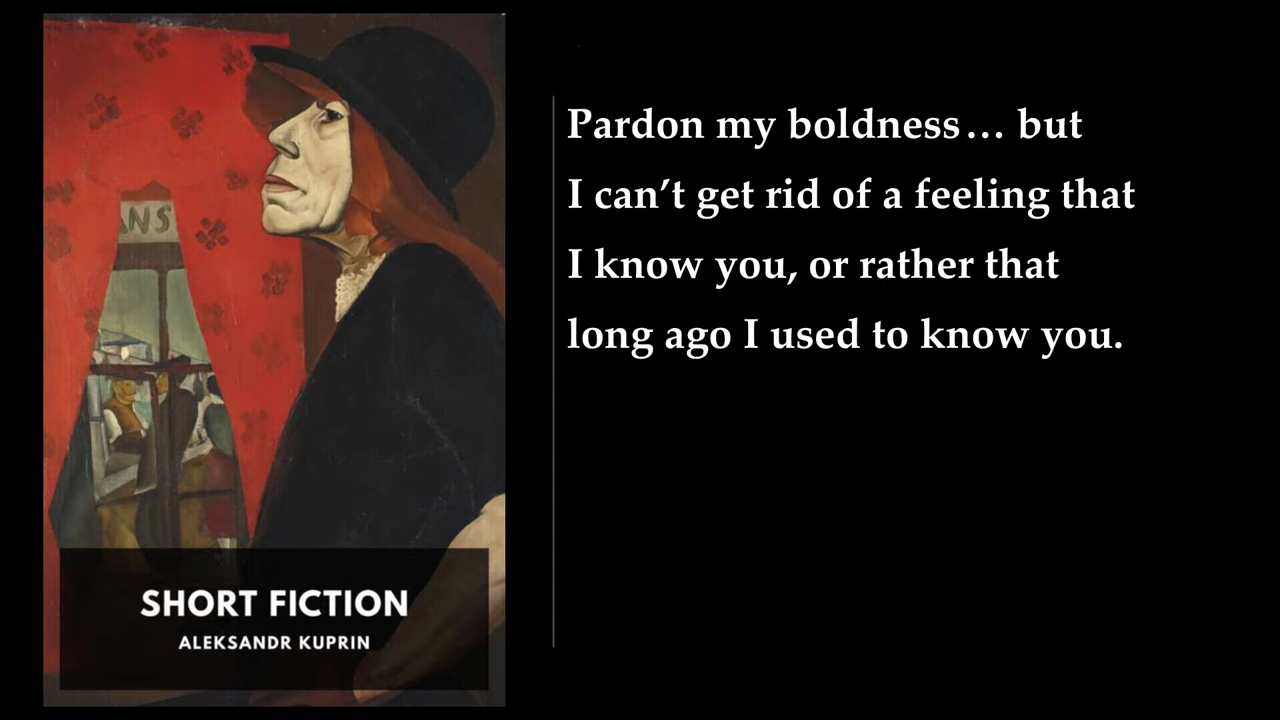 Pardon my boldness… but
I can’t get rid of a feeling that
I know you, or rather that
long ago I used to know you.
ANS
SHORT FICTION
ALEKSANDR KUPRIN